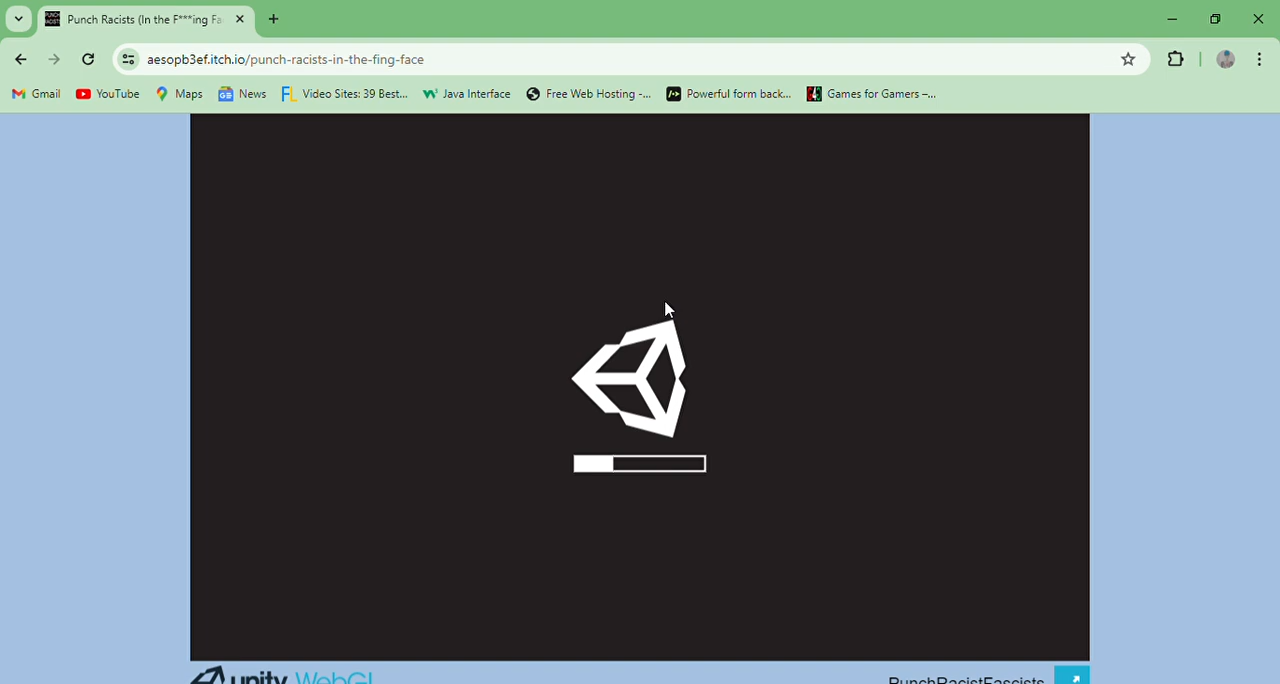 Punch Racists (In the F***ing Fa
aesopb3ef.itch.io/punch-racists-in-the-fing-face
Gmail YouTube Maps News Video Sites: 39 Best... Java Interface Free Web Hosting -... Powerful form back... Games for Gamers –...
unity WebGL
PunchRacistFascists